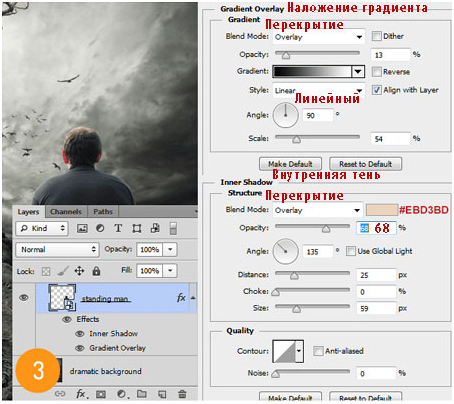 Layers Channels Paths
Kind
Normal Opacity: 100%
Lock: Fill: 100%
standing man fx
Effects
Inner Shadow
Gradient Overlay
dramatic background
3
Gradient Overlay Наложение градиента
Gradient Перекрытие
Blend Mode: Overlay Dither
Opacity: 13 %
Gradient: Reverse
Style: Linear Линейный Align with Layer
Angle: 90 °
Scale: 54 %
Make Default Reset to Default
Внутренняя тень
Inner Shadow
Structure Перекрытие
Blend Mode: Overlay #EBD3BD
Opacity: 68 68 %
Angle: 135 ° Use Global Light
Distance: 25 px
Choke: 0 %
Size: 59 px
Quality
Contour: Anti-aliased
Noise: 0 %
Make Default Reset to Default